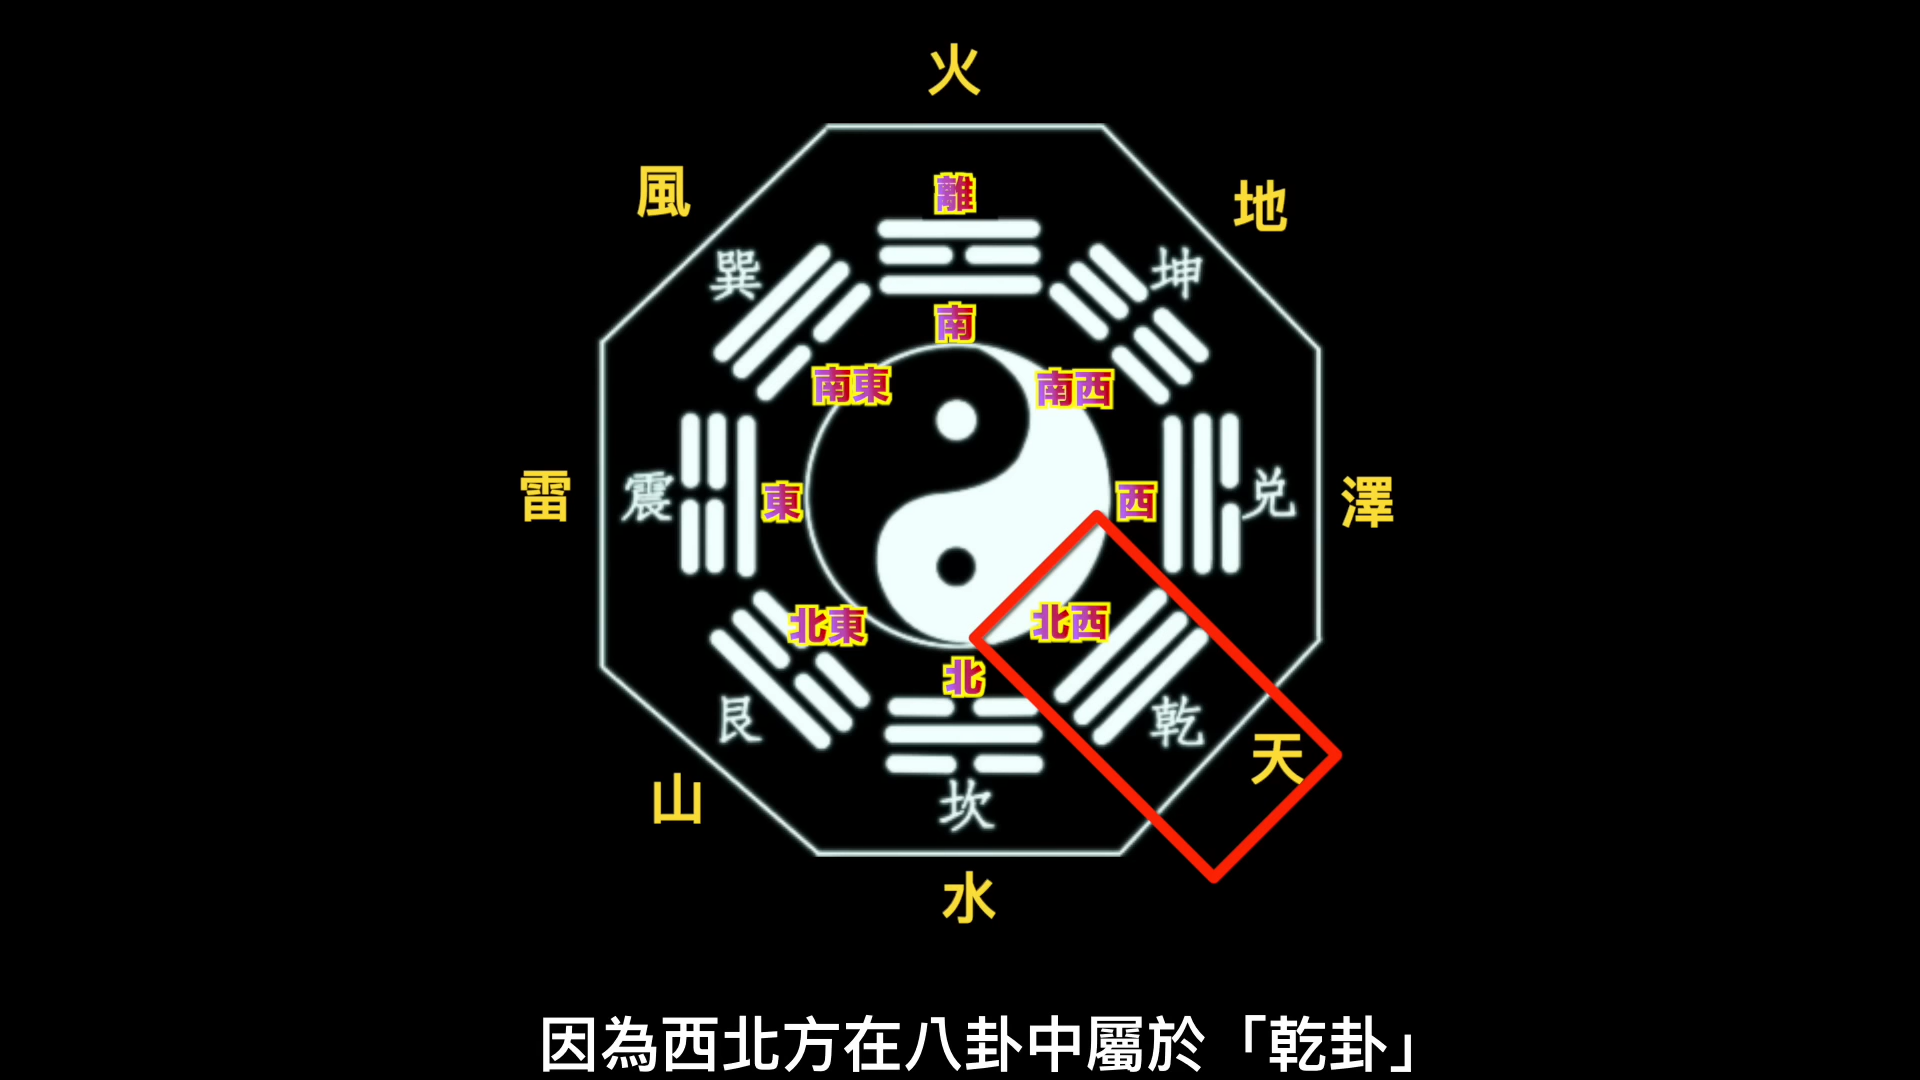 火
風
地
離
巽
坤
南
南東
南西
雷
震
東
西
兑
澤
北東
北西
北
艮
乾
天
山
坎
水
因為西北方在八卦中屬於「乾卦」